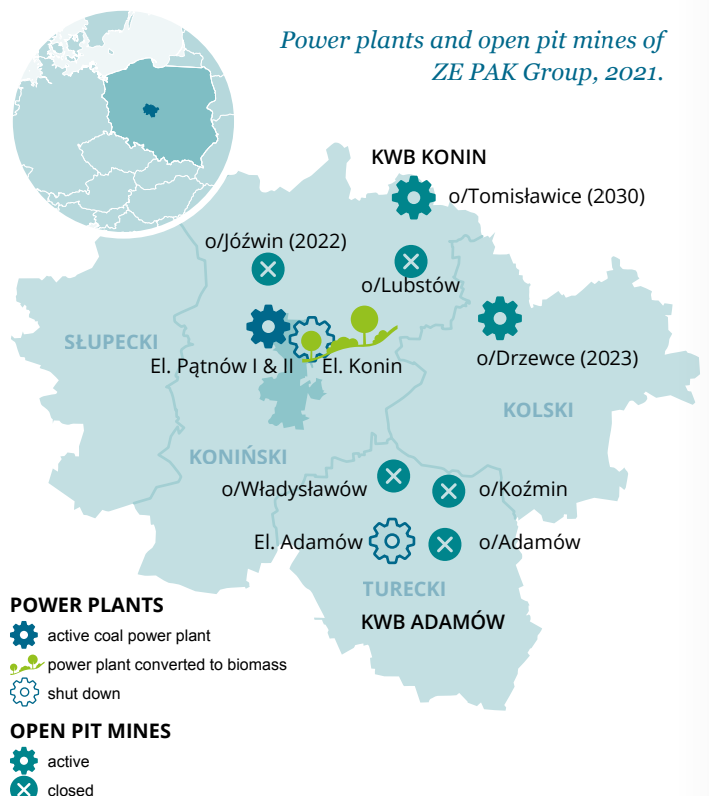 Power plants and open pit mines of
ZE PAK Group, 2021.
KWB KONIN
o/Tomisławice (2030)
o/Jóźwin (2022)
o/Lubstów
SŁUPECKI
El. Pątnów I & II
El. Konin
o/Drzewce (2023)
KOLSKI
KONIŃSKI
o/Władysławów
o/Koźmin
El. Adamów
o/Adamów
TURECKI
KWB ADAMÓW
POWER PLANTS
active coal power plant
power plant converted to biomass
shut down
OPEN PIT MINES
active
closed